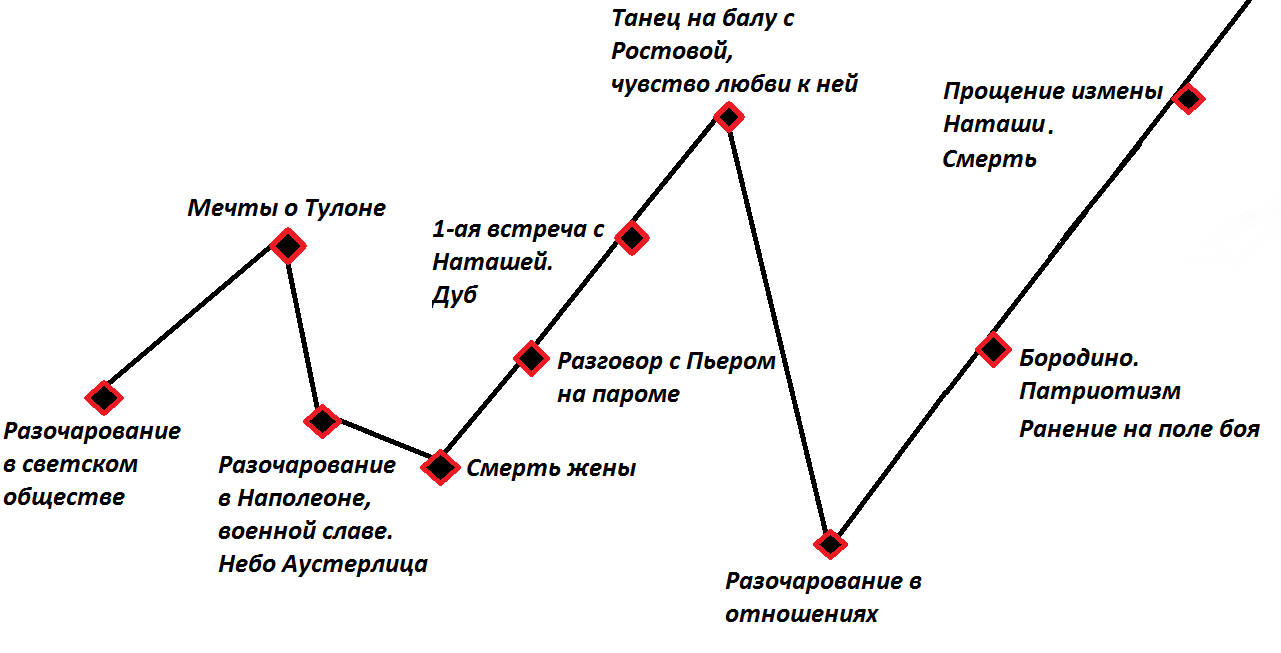 Разочарование
в светском
обществе
Мечты о Тулоне
Разочарование
в Наполеоне,
военной славе.
Небо Аустерлица
Смерть жены
Разговор с Пьером
на пароме
1-ая встреча с
Наташей.
Дуб
Танец на балу с
Ростовой,
чувство любви к ней
Разочарование в
отношениях
Бородино.
Патриотизм
Ранение на поле боя
Прощение измены
Наташи.
Смерть